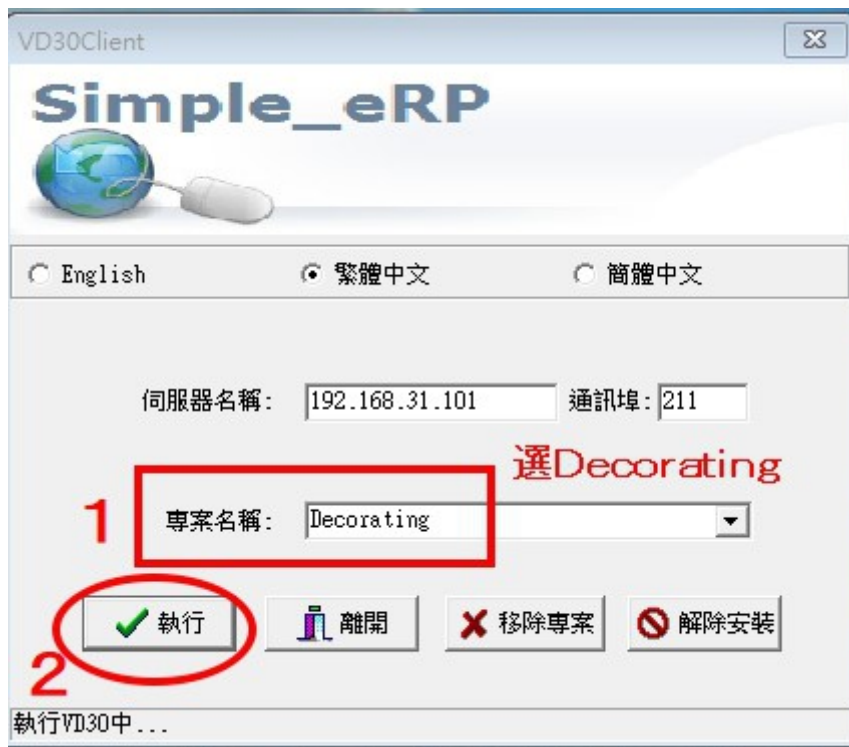 VD30Client
Simple_eRP
English 繁體中文 簡體中文
伺服器名稱: 192.168.31.101 通訊埠: 211
選Decorating
1 專案名稱: Decorating
執行 離開 移除專案 解除安裝
2
執行VD30中...